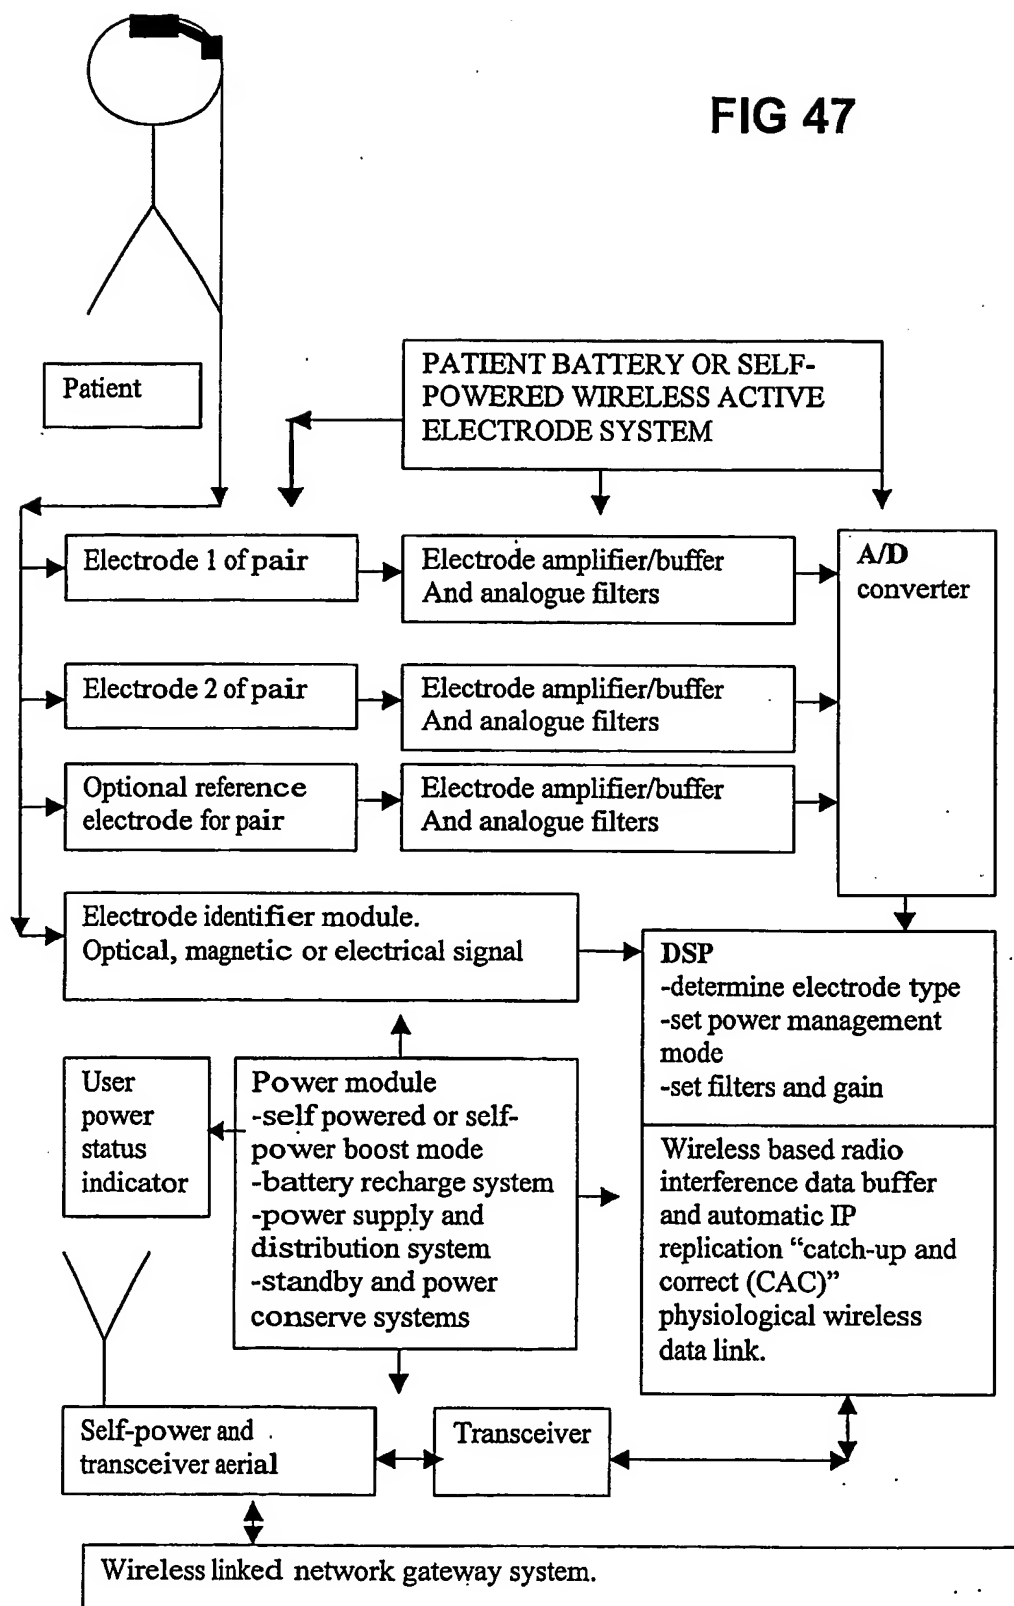 FIG 47
Patient
PATIENT BATTERY OR SELF-
POWERED WIRELESS ACTIVE
ELECTRODE SYSTEM
Electrode 1 of pair
Electrode amplifier/buffer
And analogue filters
A/D
converter
Electrode 2 of pair
Electrode amplifier/buffer
And analogue filters
Optional reference
electrode for pair
Electrode amplifier/buffer
And analogue filters
Electrode identifier module.
Optical, magnetic or electrical signal
DSP
-determine electrode type
-set power management
mode
-set filters and gain
User
power
status
indicator
Power module
-self powered or self-
power boost mode
-battery recharge system
-power supply and
distribution system
-standby and power
conserve systems
Wireless based radio
interference data buffer
and automatic IP
replication “catch-up and
correct (CAC)”
physiological wireless
data link.
Self-power and
transceiver aerial
Transceiver
Wireless linked network gateway system.